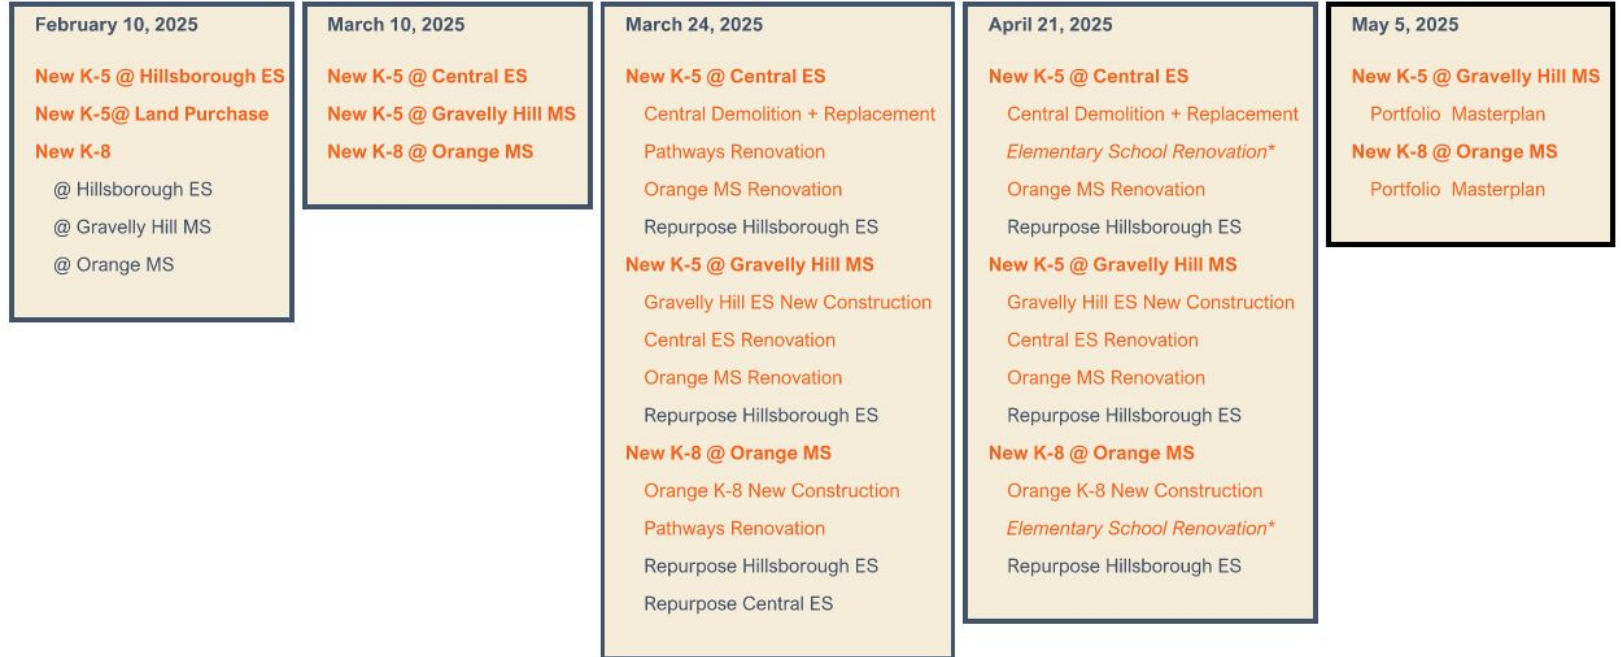 February 10, 2025
New K-5 @ Hillsborough ES
New K-5@ Land Purchase
New K-8
@ Hillsborough ES
@ Gravelly Hill MS
@ Orange MS
March 10, 2025
New K-5 @ Central ES
New K-5 @ Gravelly Hill MS
New K-8 @ Orange MS
March 24, 2025
New K-5 @ Central ES
Central Demolition + Replacement
Pathways Renovation
Orange MS Renovation
Repurpose Hillsborough ES
New K-5 @ Gravelly Hill MS
Gravelly Hill ES New Construction
Central ES Renovation
Orange MS Renovation
Repurpose Hillsborough ES
New K-8 @ Orange MS
Orange K-8 New Construction
Pathways Renovation
Repurpose Hillsborough ES
Repurpose Central ES
April 21, 2025
New K-5 @ Central ES
Central Demolition + Replacement
Elementary School Renovation*
Orange MS Renovation
Repurpose Hillsborough ES
New K-5 @ Gravelly Hill MS
Gravelly Hill ES New Construction
Central ES Renovation
Orange MS Renovation
Repurpose Hillsborough ES
New K-8 @ Orange MS
Orange K-8 New Construction
Elementary School Renovation*
Repurpose Hillsborough ES
May 5, 2025
New K-5 @ Gravelly Hill MS
Portfolio Masterplan
New K-8 @ Orange MS
Portfolio Masterplan